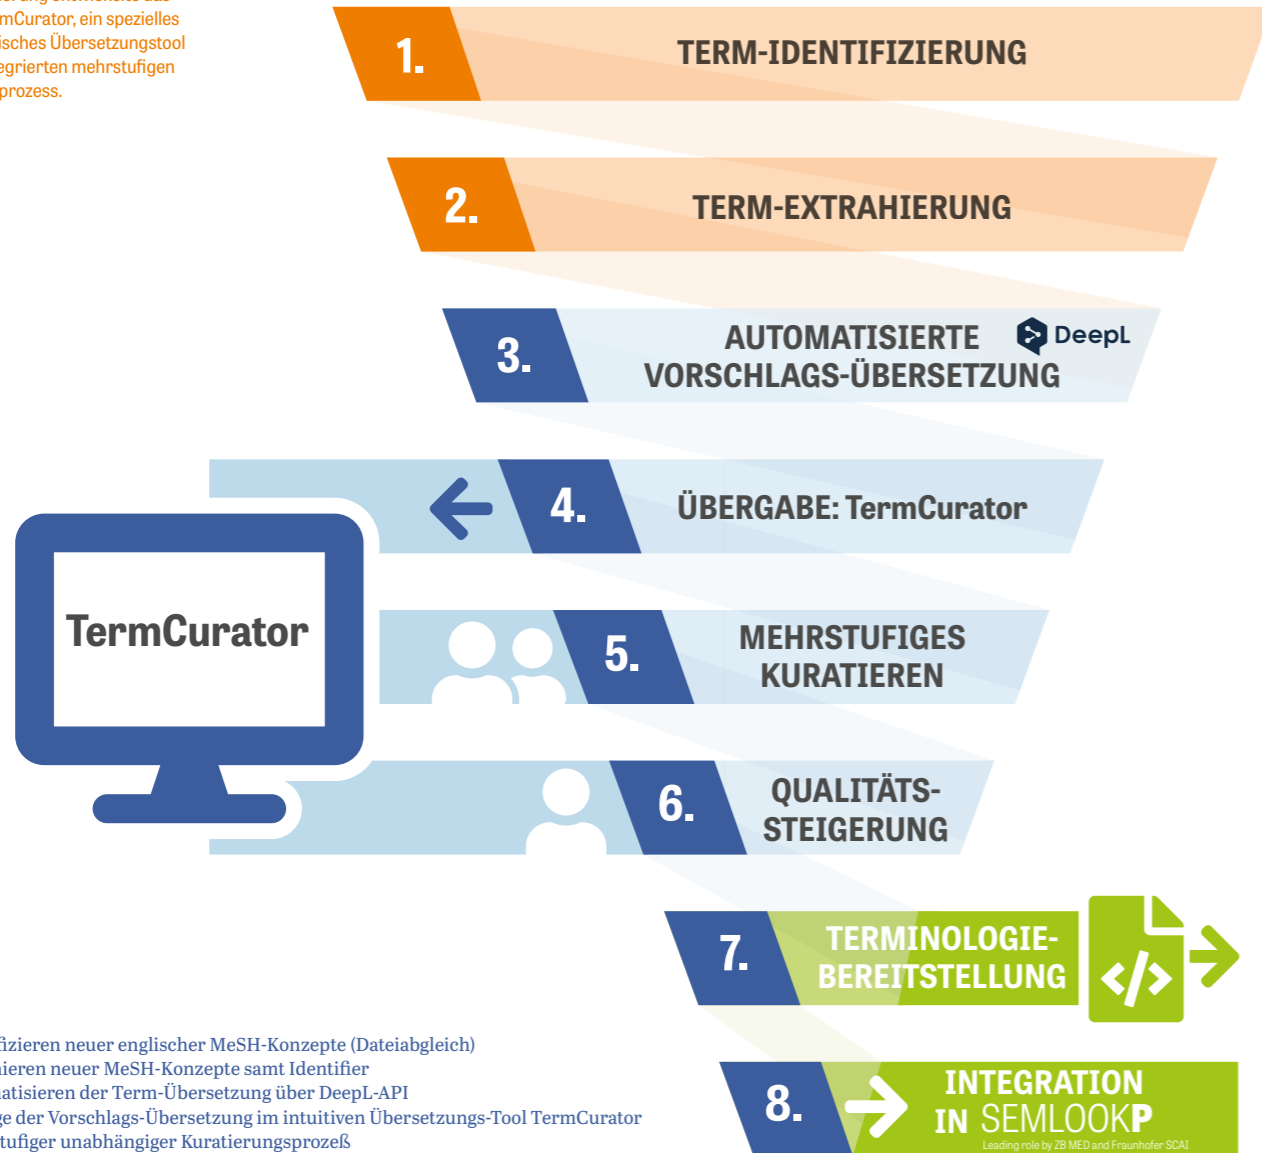 mCurator, ein spezielles
isches Übersetzungstool
egrierten mehrstufigen
prozess.
1.
TERM-IDENTIFIZIERUNG
2.
TERM-EXTRAHIERUNG
3.
AUTOMATISIERTE
VORSCHLAGS-ÜBERSETZUNG
DeepL
4.
ÜBERGABE: TermCurator
TermCurator
5.
MEHRSTUFIGES
KURATIEREN
6.
QUALITÄTS-
STEIGERUNG
7.
TERMINOLOGIE-
BEREITSTELLUNG
</>
8.
INTEGRATION
IN SEMLOOKP
Leading role by ZB MED and Fraunhofer SCAI
fizieren neuer englischer MeSH-Konzepte (Dateiabgleich)
hieren neuer MeSH-Konzepte samt Identifier
atisieren der Term-Übersetzung über DeepL-API
ge der Vorschlags-Übersetzung im intuitiven Übersetzungs-Tool TermCurator
tufiger unabhängiger Kuratierungsprozeß